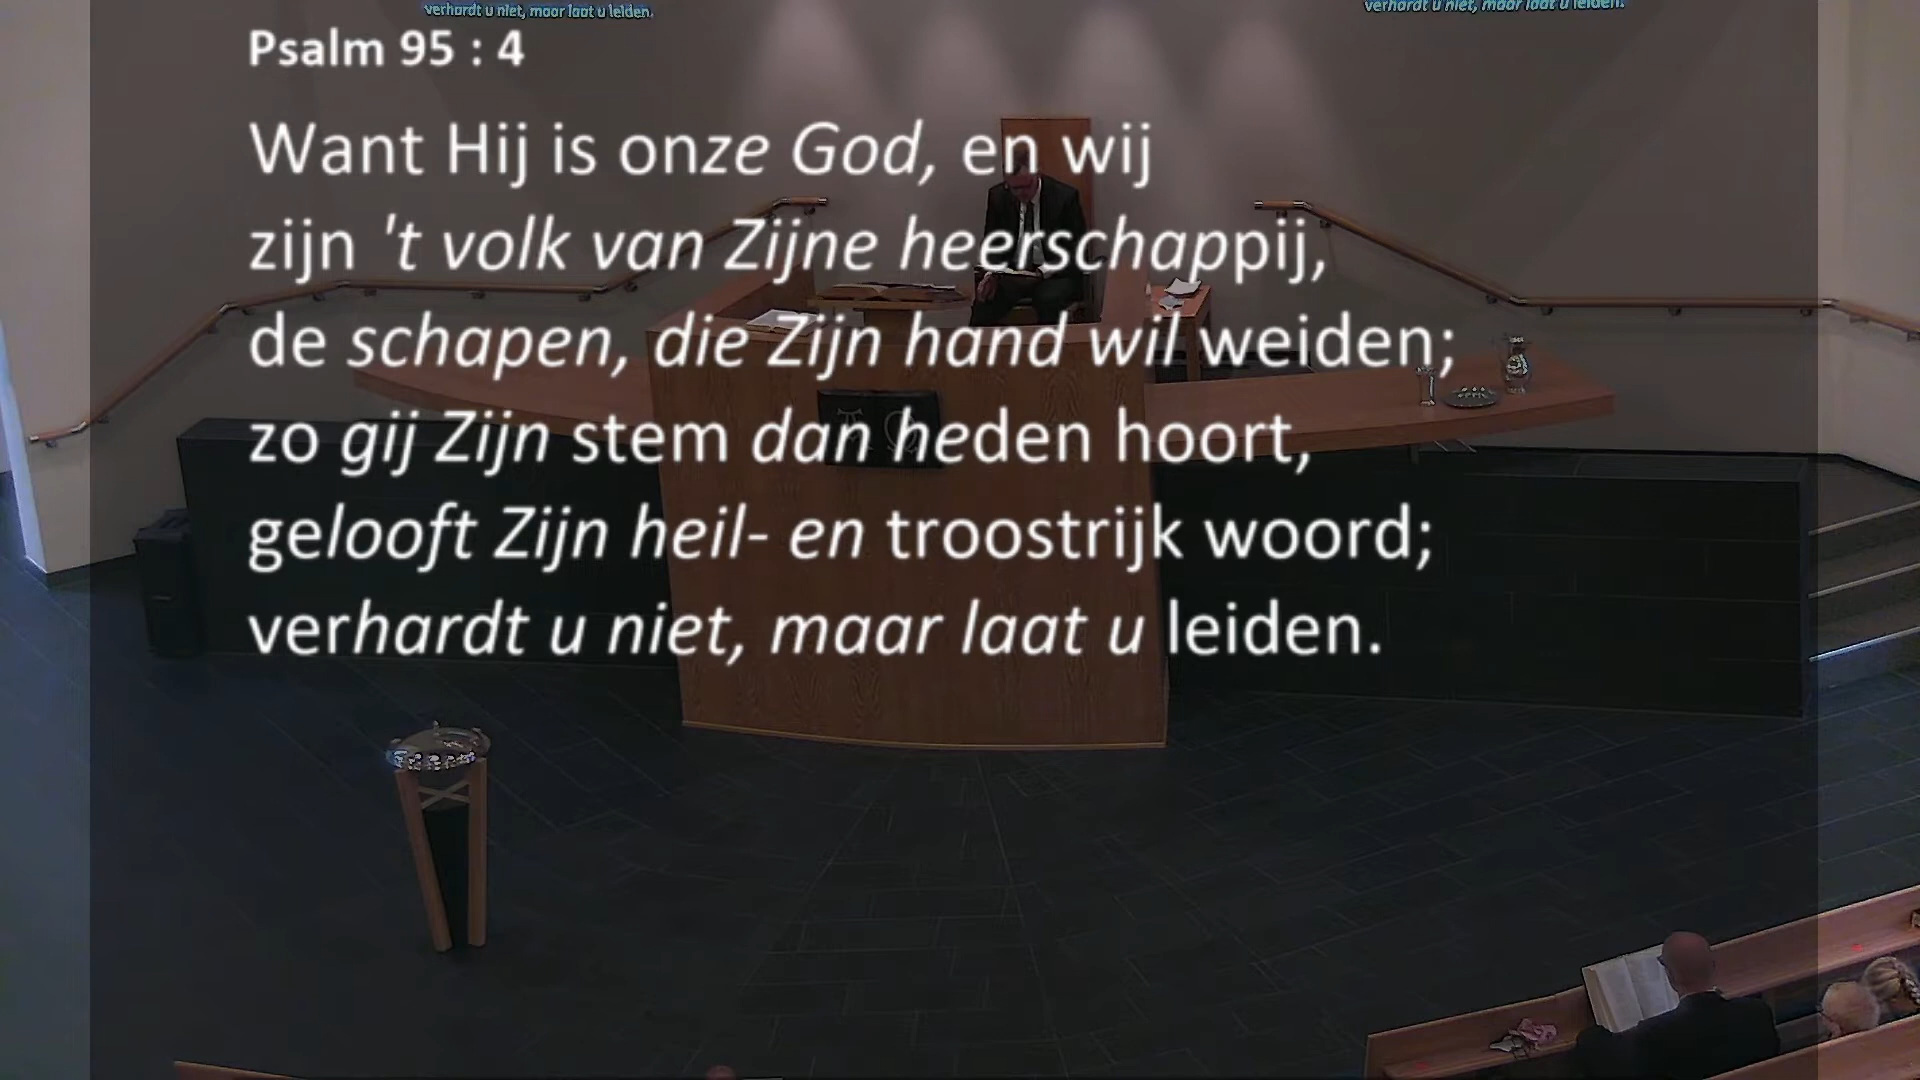 verhardt u niet, maar laat u leiden.
verhardt u niet, maar laat u leiden.
Psalm 95 : 4
Want Hij is onze God, en wij
zijn 't volk van Zijne heerschappij,
de schapen, die Zijn hand wil weiden;
zo gij Zijn stem dan heden hoort,
gelooft Zijn heil- en troostrijk woord;
verhardt u niet, maar laat u leiden.